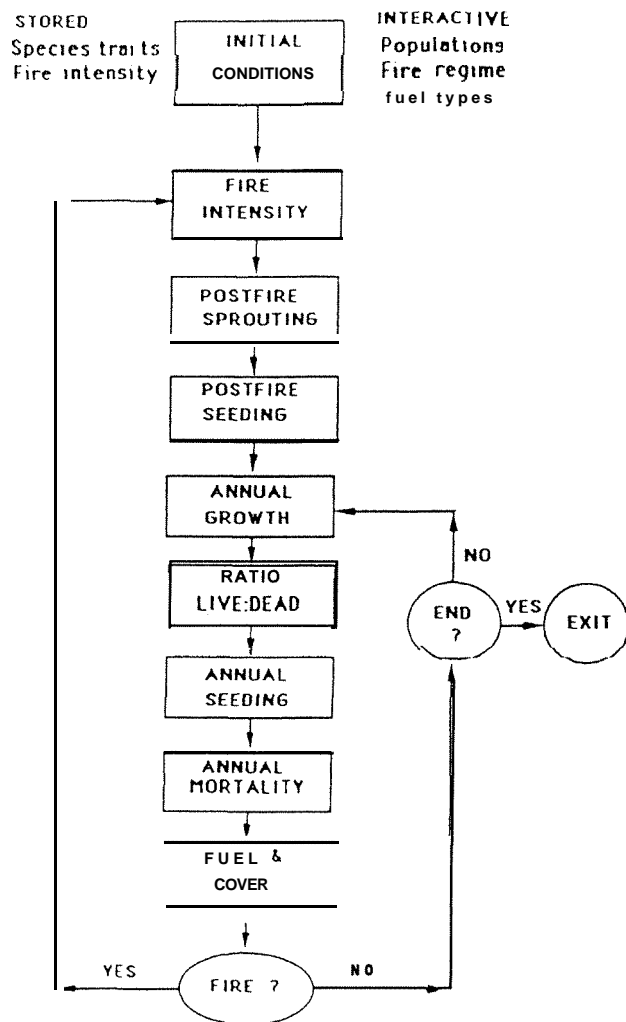 STORED
Species traits
Fire intensity
INITIAL
CONDITIONS
INTERACTIVE
Populations
Fire regime
fuel types
FIRE
INTENSITY
POSTFIRE
SPROUTING
POSTFIRE
SEEDING
ANNUAL
GROWTH
RATIO
LIVE:DEAD
NO
END
?
YES
EXIT
ANNUAL
SEEDING
ANNUAL
MORTALITY
FUEL &
COVER
YES
FIRE ?
NO